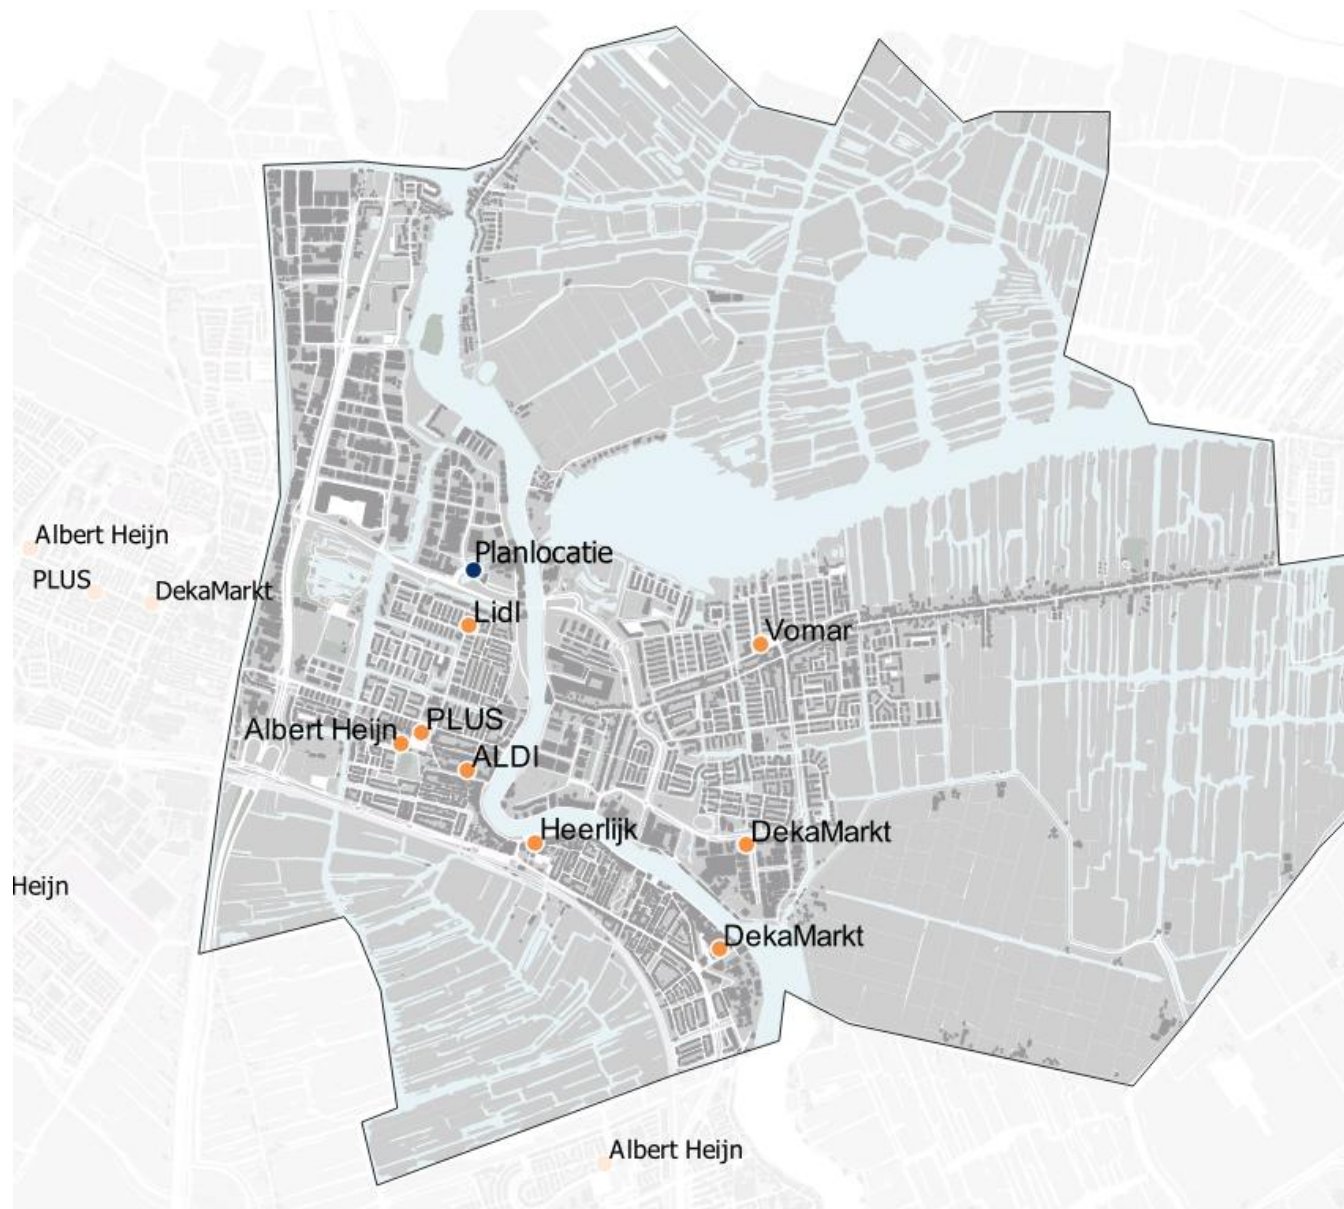 Albert Heijn
Planlocatie
PLUS
DekaMarkt
Lidl
Vomar
Albert Heijn
PLUS
ALDI
Heerlijk
DekaMarkt
Heijn
DekaMarkt
Albert Heijn